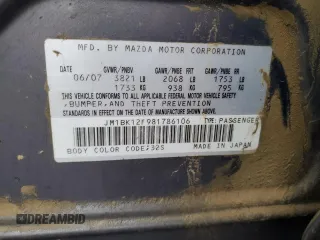 MFD. BY MAZDA MOTOR CORPORATION
06/07 GVWR/PNBV 3821 LB 1733 KG GAWR/PNBE FR 2068 LB 938 KG GAWR/PNBE RR 1753 LB 795 KG
THIS VEHICLE CONFORMS TO ALL APPLICABLE FEDERAL MOTOR VEHICLE SAFETY
, BUMPER, AND THEFT PREVENTION
STANDARDS IN EFFECT ON THE DATE OF MANUFACTURE SHOWN ABOVE.
JM1BK12F981786106 TYPE: PASSENGER
BODY COLOR CODE: 32S MADE IN JAPAN
DREAMBID